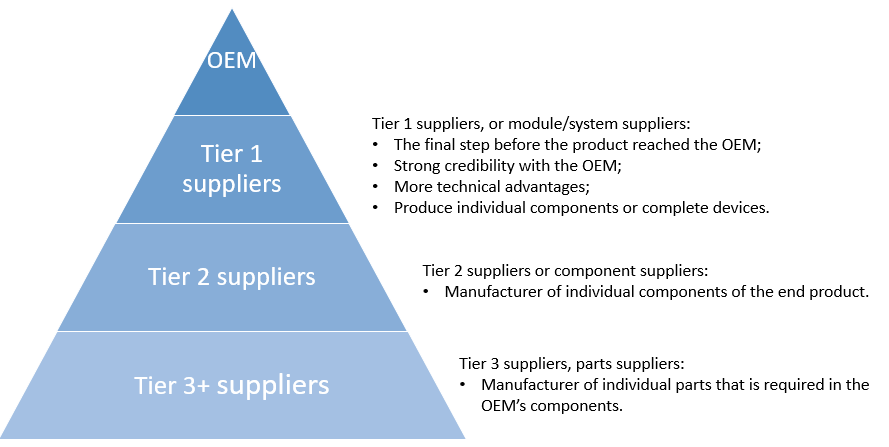 OEM
Tier 1
suppliers
Tier 1 suppliers, or module/system suppliers:
• The final step before the product reached the OEM;
• Strong credibility with the OEM;
• More technical advantages;
• Produce individual components or complete devices.
Tier 2 suppliers
Tier 2 suppliers or component suppliers:
• Manufacturer of individual components of the end product.
Tier 3+ suppliers
Tier 3 suppliers, parts suppliers:
• Manufacturer of individual parts that is required in the
OEM’s components.